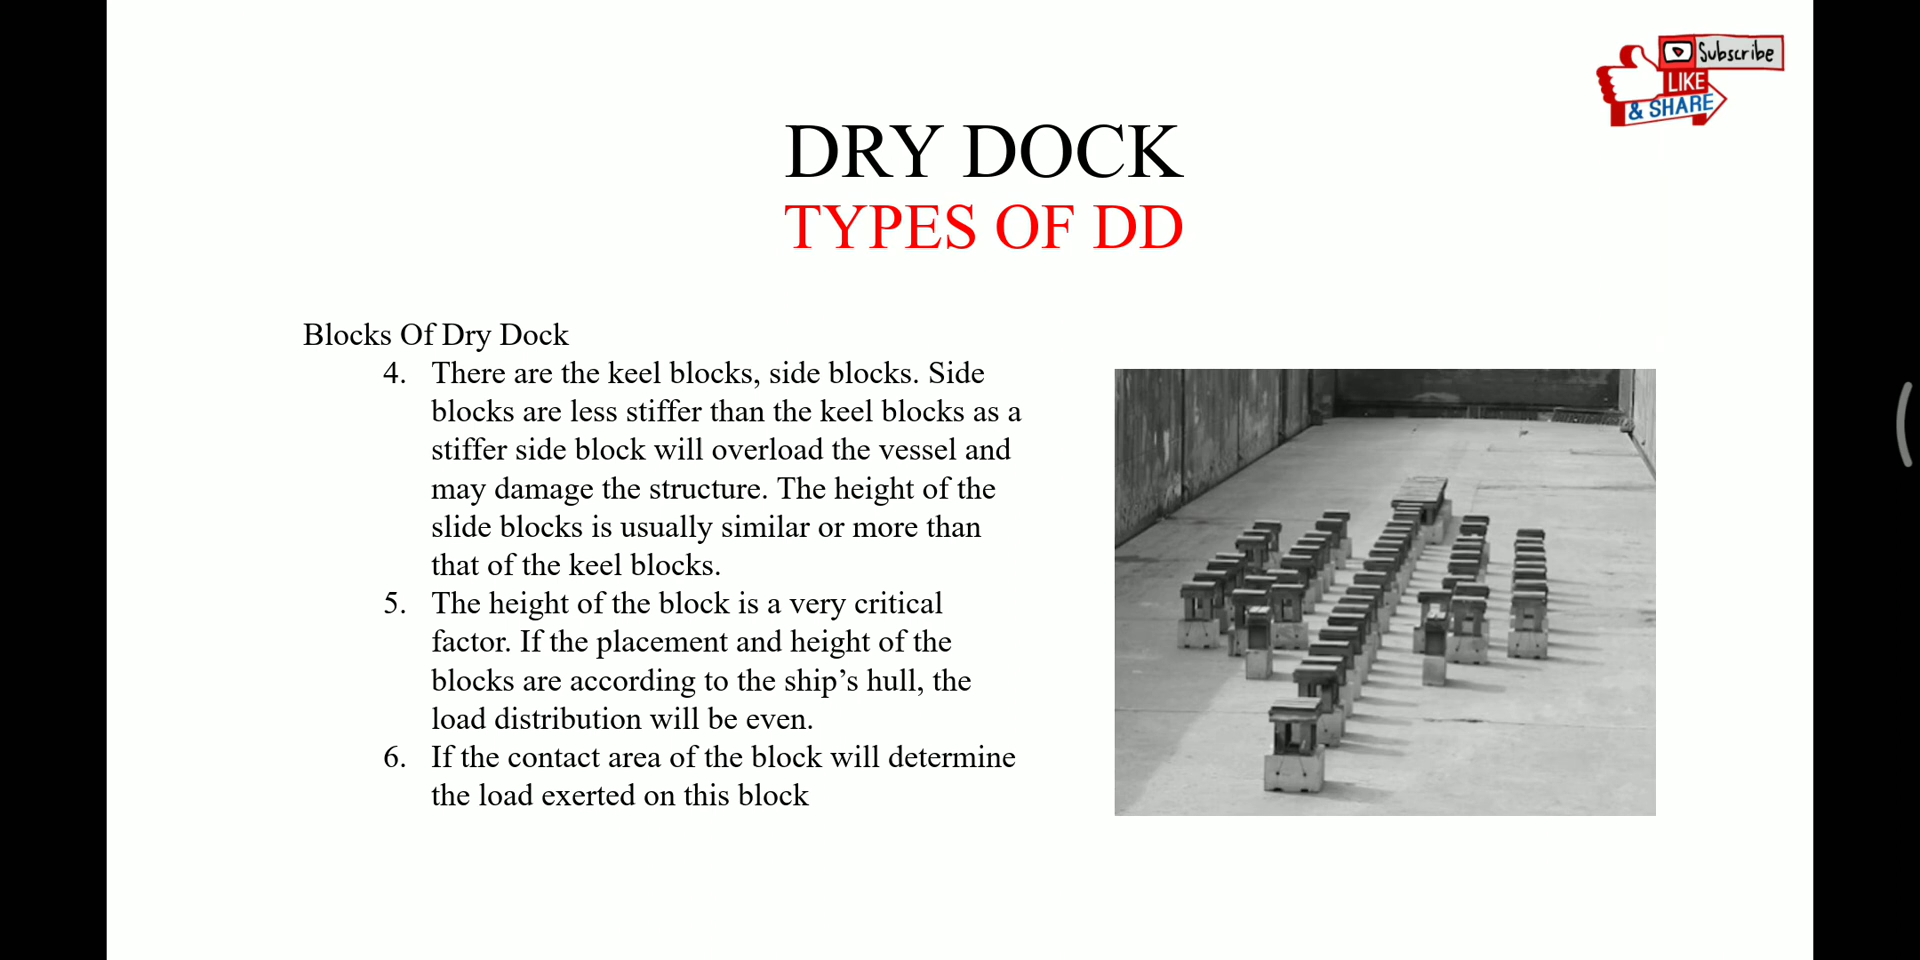 Subscribe
LIKE
& SHARE
DRY DOCK
TYPES OF DD
Blocks Of Dry Dock
4. There are the keel blocks, side blocks. Side
blocks are less stiffer than the keel blocks as a
stiffer side block will overload the vessel and
may damage the structure. The height of the
slide blocks is usually similar or more than
that of the keel blocks.
5. The height of the block is a very critical
factor. If the placement and height of the
blocks are according to the ship’s hull, the
load distribution will be even.
6. If the contact area of the block will determine
the load exerted on this block